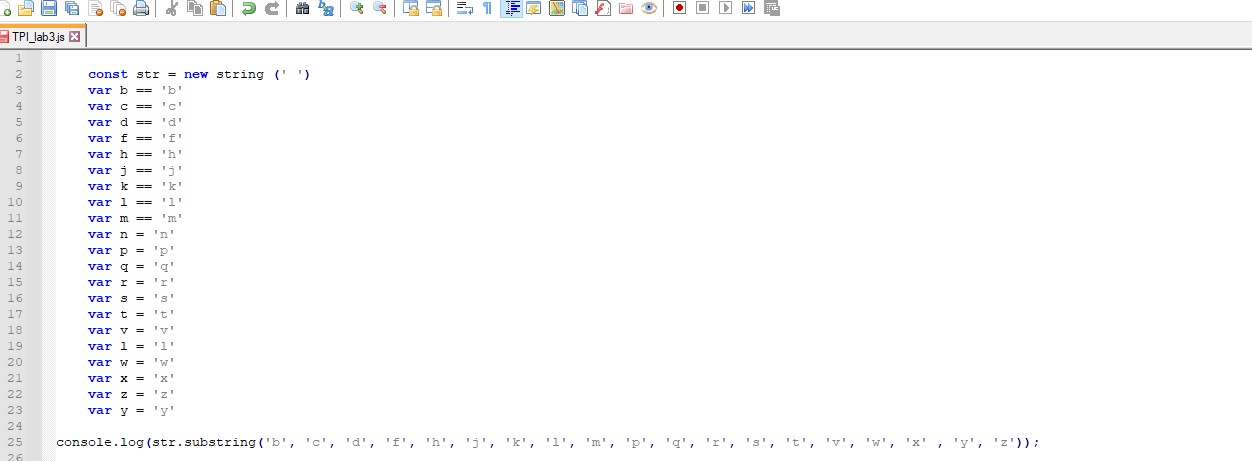 TPI_lab3.js
1
2 const str = new string (' ')
3 var b == 'b'
4 var c == 'c'
5 var d == 'd'
6 var f == 'f'
7 var h == 'h'
8 var j == 'j'
9 var k == 'k'
10 var l == 'l'
11 var m == 'm'
12 var n = 'n'
13 var p = 'p'
14 var q = 'q'
15 var r = 'r'
16 var s = 's'
17 var t = 't'
18 var v = 'v'
19 var l = 'l'
20 var w = 'w'
21 var x = 'x'
22 var z = 'z'
23 var y = 'y'
24
25 console.log(str.substring('b', 'c', 'd', 'f', 'h', 'j', 'k', 'l', 'm', 'p', 'q', 'r', 's', 't', 'v', 'w', 'x' , 'y', 'z'));
26